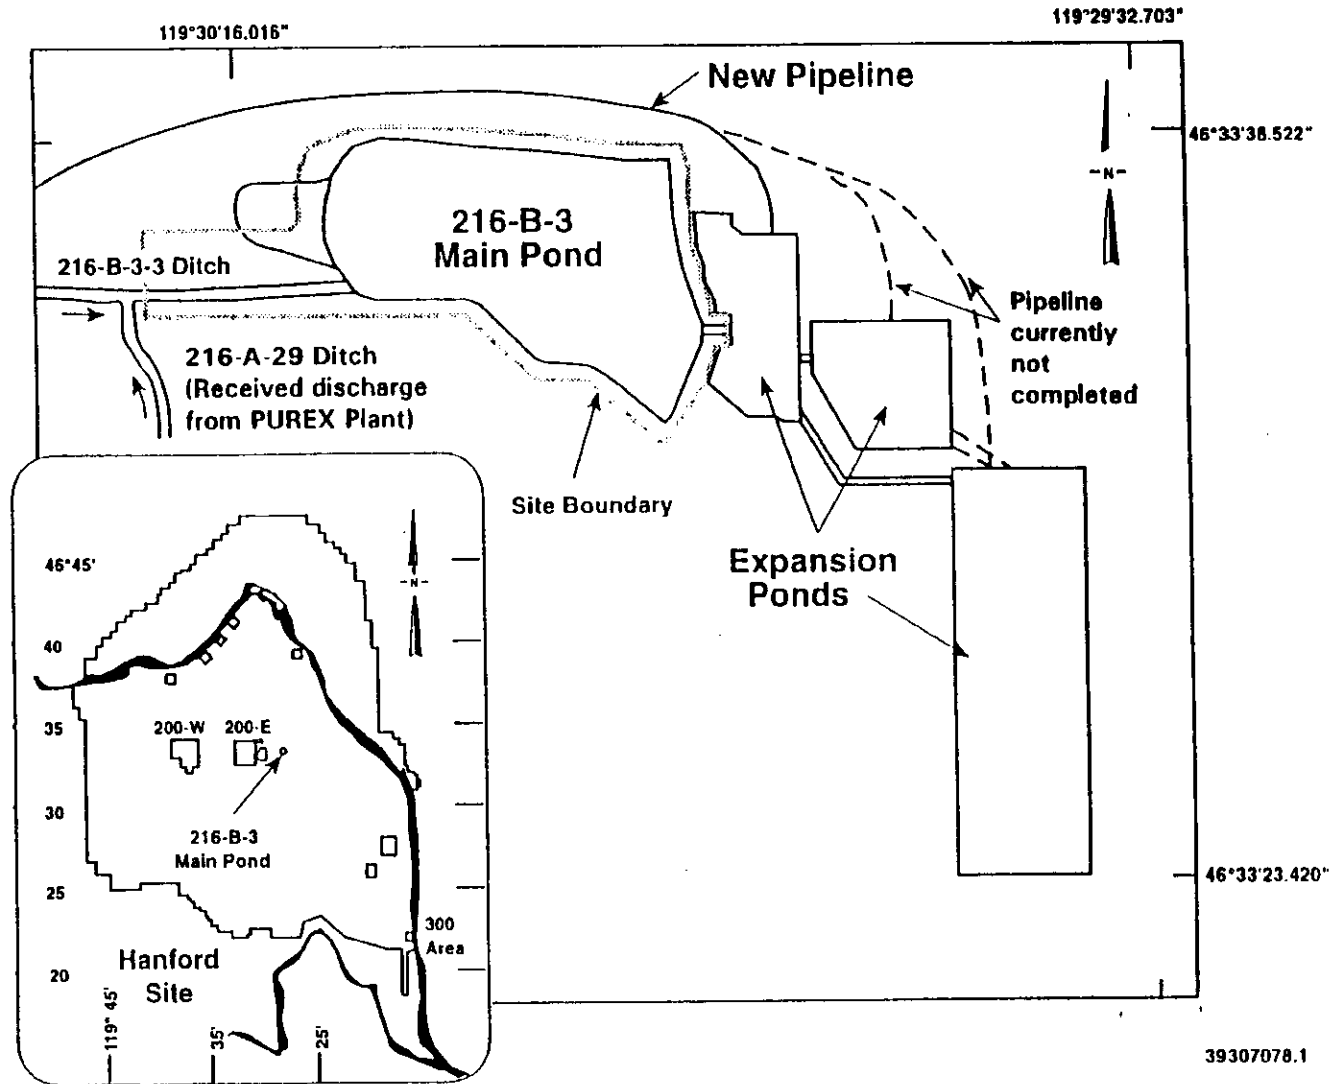 119°30'16.016"
119°29'32.703"
New Pipeline
46°33'38.522"
-N-
216-B-3
Main Pond
216-B-3-3 Ditch
Pipeline
currently
not
completed
216-A-29 Ditch
(Received discharge
from PUREX Plant)
Site Boundary
Expansion
Ponds
46°33'23.420"
46°45'
-N-
40
35
200-W
200-E
30
216-B-3
Main Pond
25
300
Area
20
Hanford
Site
119° 45'
35'
25'
39307078.1